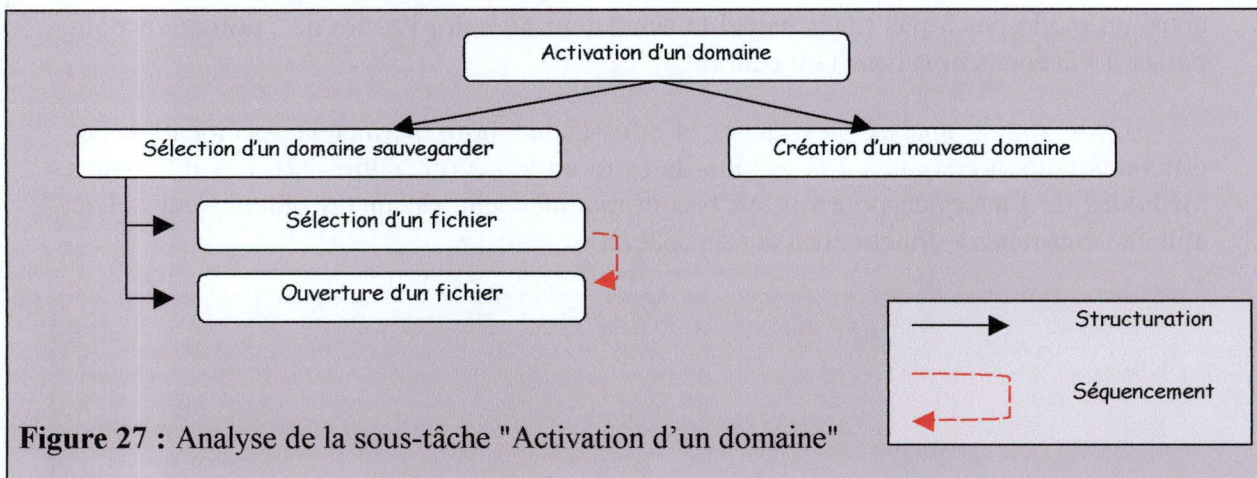 Activation d'un domaine
Sélection d'un domaine sauvegarder
Création d'un nouveau domaine
Sélection d'un fichier
Ouverture d'un fichier
Structuration
Séquencement
Figure 27 : Analyse de la sous-tâche "Activation d'un domaine"